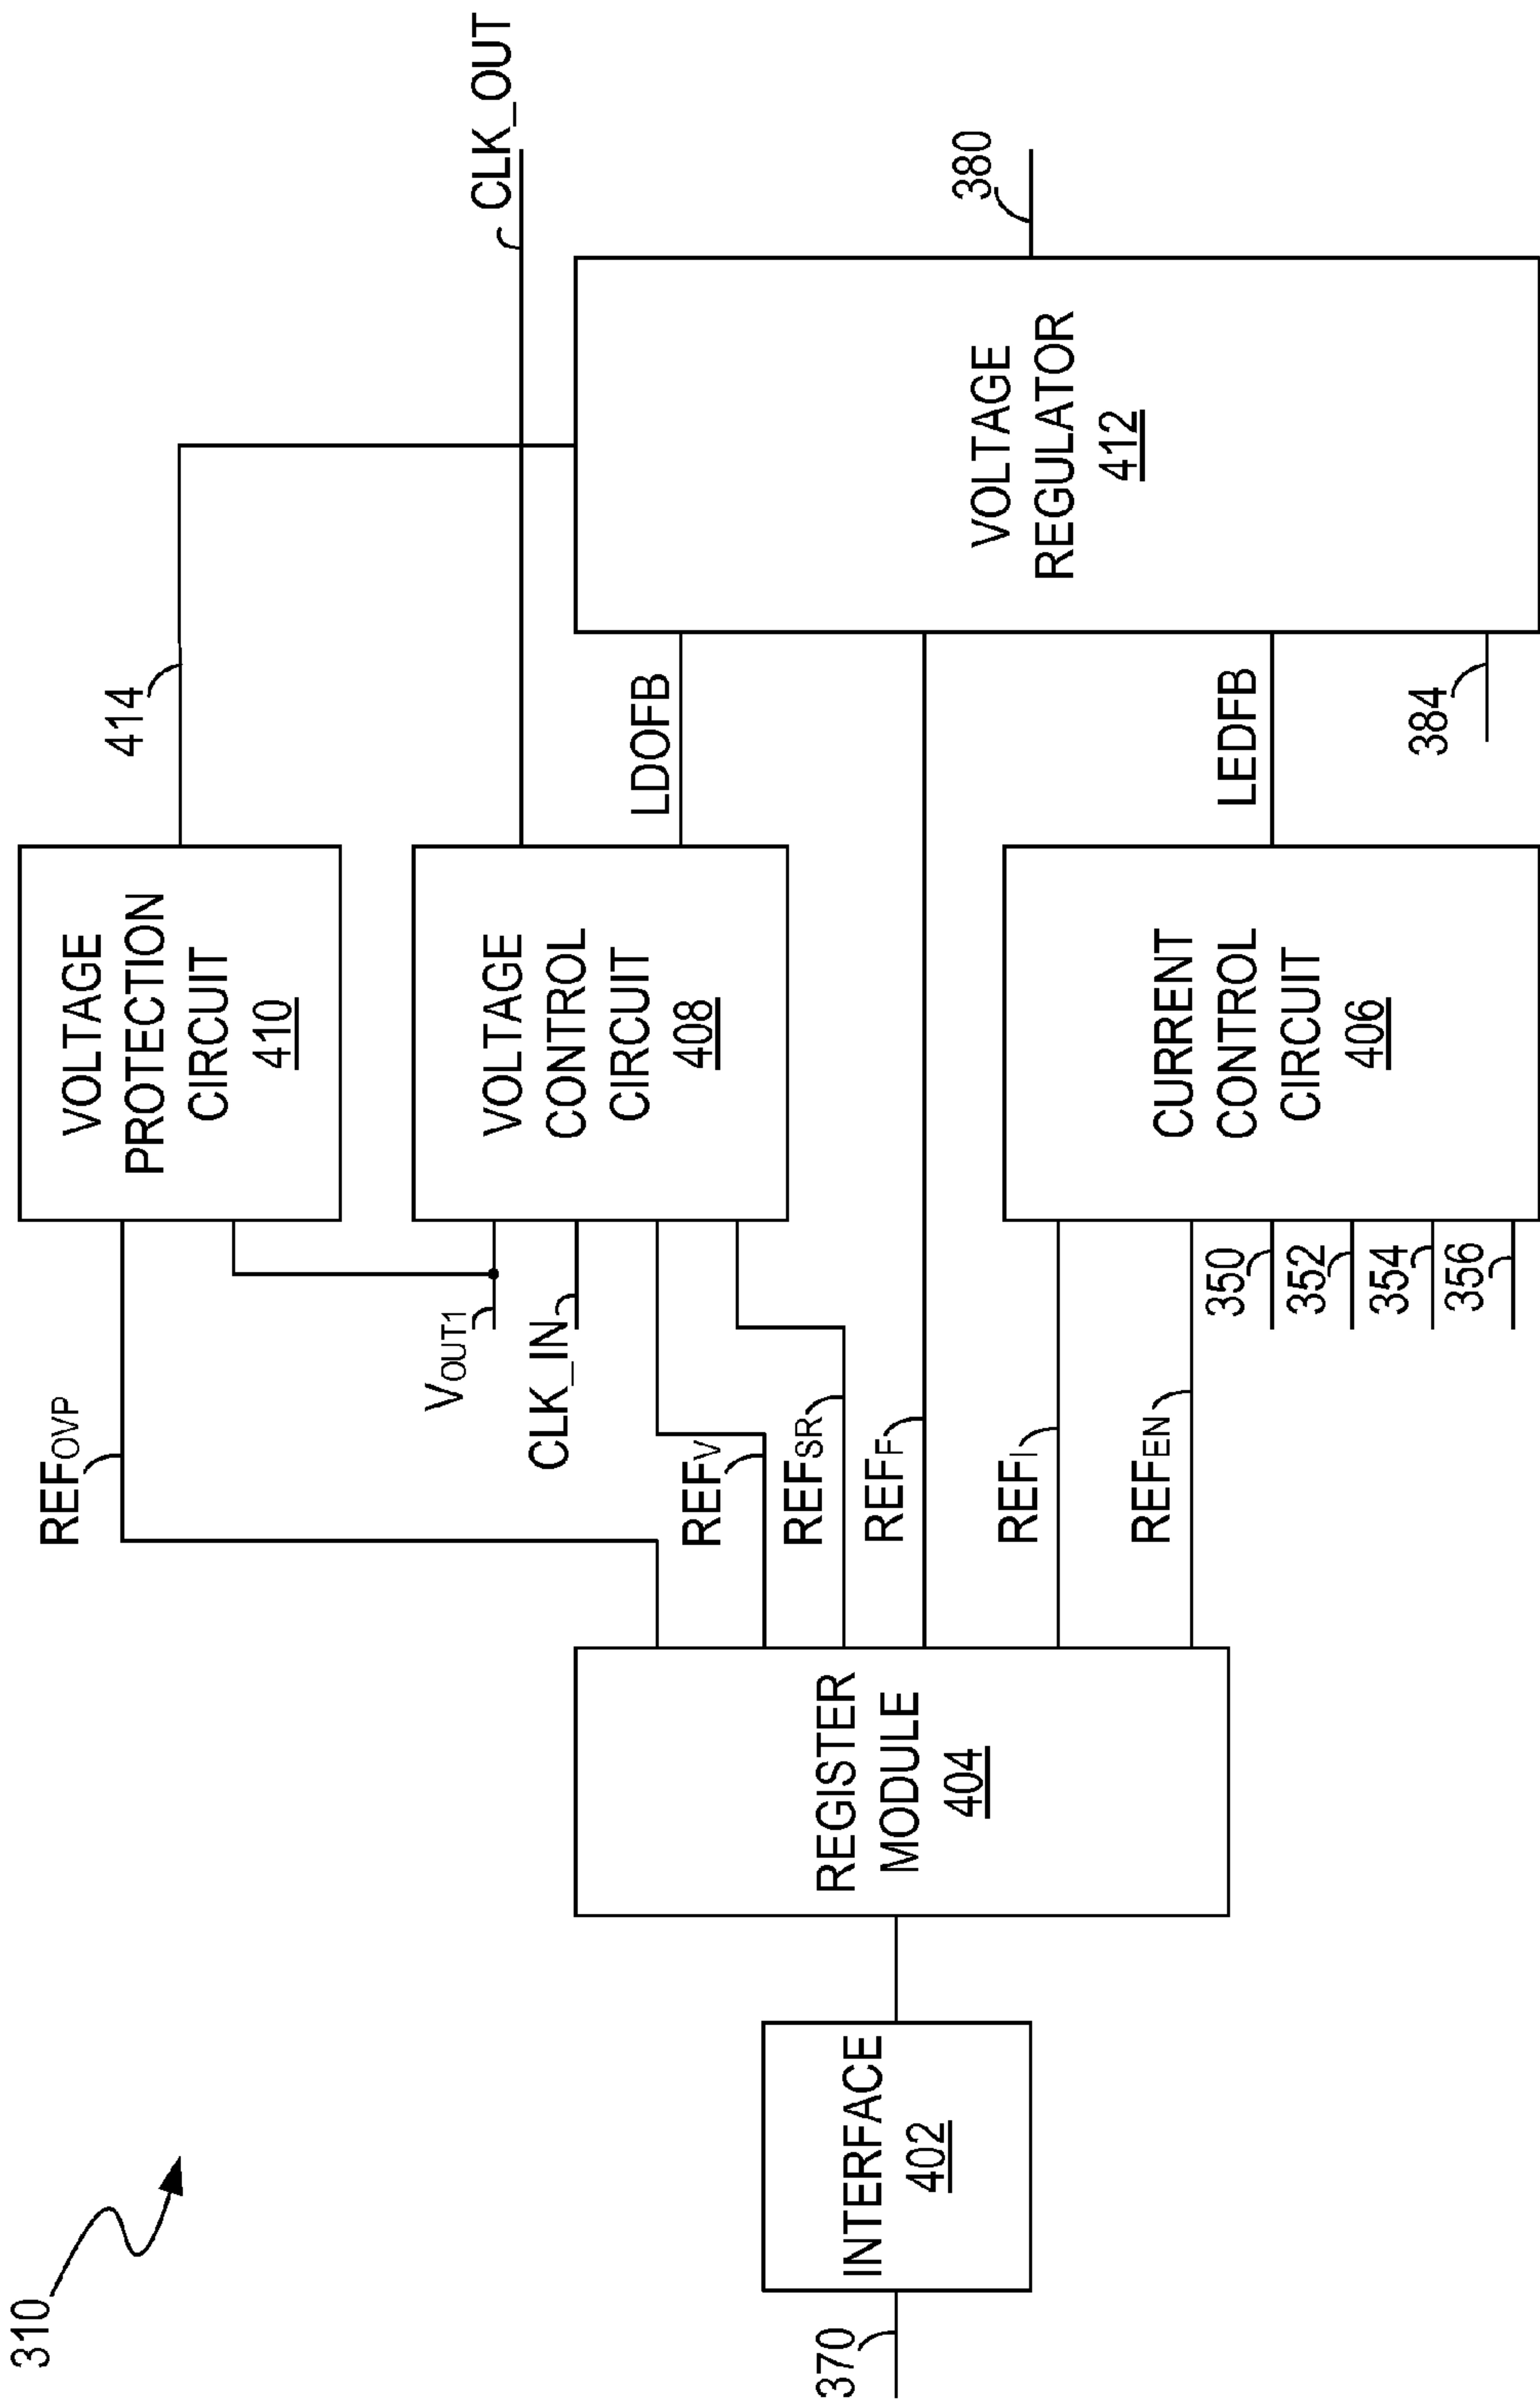 310
370
INTERFACE
402
REGISTER
MODULE
404
REFOVP
VOUT1
CLK_IN
REFV
REFSR
REFF
REFI
REFEN
350
352
354
356
VOLTAGE
PROTECTION
CIRCUIT
410
VOLTAGE
CONTROL
CIRCUIT
408
CURRENT
CONTROL
CIRCUIT
406
414
LDOFB
LEDFB
384
VOLTAGE
REGULATOR
412
CLK_OUT
380